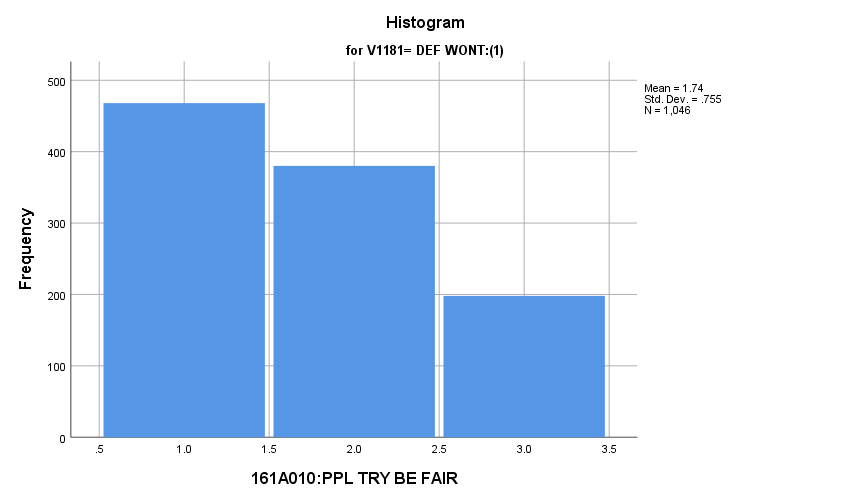 Histogram
for V1181= DEF WONT:(1)
Mean = 1.74
Std. Dev. = .755
N = 1,046
500
400
300
200
100
0
Frequency
.5 1.0 1.5 2.0 2.5 3.0 3.5
161A010:PPL TRY BE FAIR